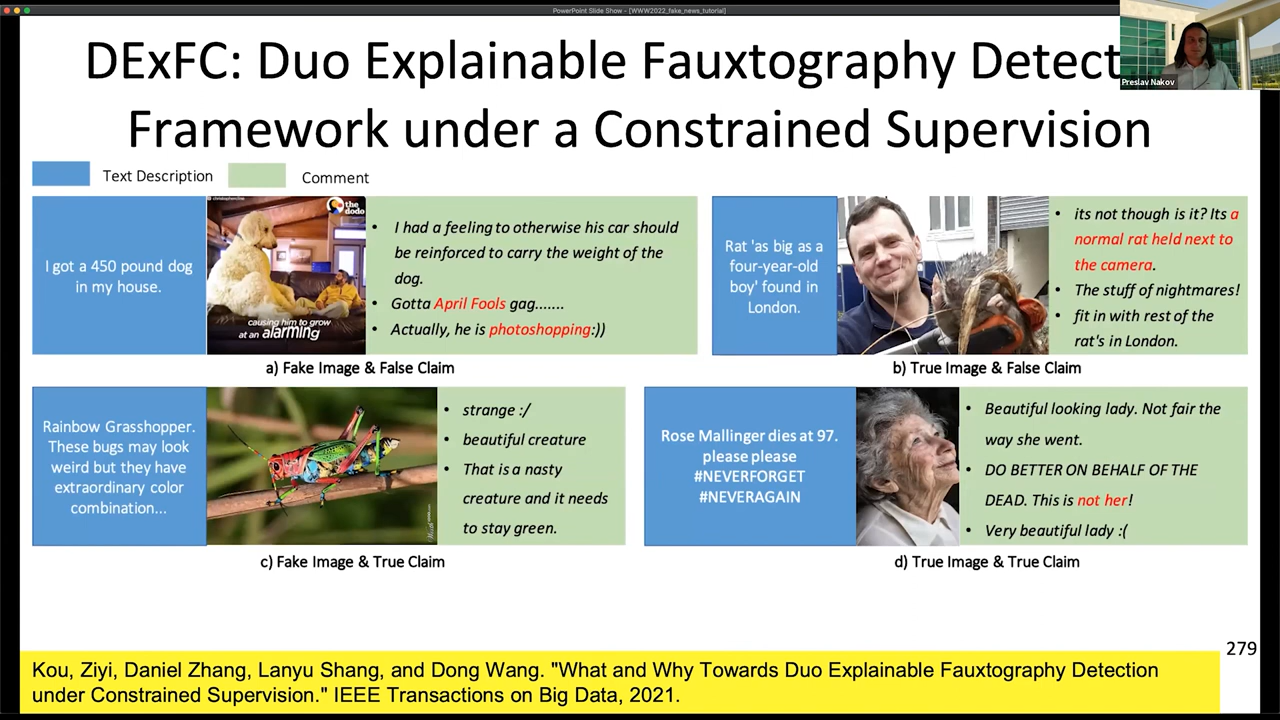 PowerPoint Slide Show - [WWW2022_fake_news_tutorial]
DExFC: Duo Explainable Fauxtography Detect
Framework under a Constrained Supervision
Preslav Nakov
Text Description
Comment
I got a 450 pound dog
in my house.
the
dodo
causing him to grow
at an alarming
• I had a feeling to otherwise his car should
be reinforced to carry the weight of the
dog.
• Gotta April Fools gag.......
• Actually, he is photoshopping:))
a) Fake Image & False Claim
Rat 'as big as a
four-year-old
boy' found in
London.
• its not though is it? Its a
normal rat held next to
the camera.
• The stuff of nightmares!
• fit in with rest of the
rat's in London.
b) True Image & False Claim
Rainbow Grasshopper.
These bugs may look
weird but they have
extraordinary color
combination...
• strange :/
• beautiful creature
• That is a nasty
creature and it needs
to stay green.
c) Fake Image & True Claim
Rose Mallinger dies at 97.
please please
#NEVERFORGET
#NEVERAGAIN
• Beautiful looking lady. Not fair the
way she went.
• DO BETTER ON BEHALF OF THE
DEAD. This is not her!
• Very beautiful lady :(
d) True Image & True Claim
279
Kou, Ziyi, Daniel Zhang, Lanyu Shang, and Dong Wang. "What and Why Towards Duo Explainable Fauxtography Detection
under Constrained Supervision." IEEE Transactions on Big Data, 2021.